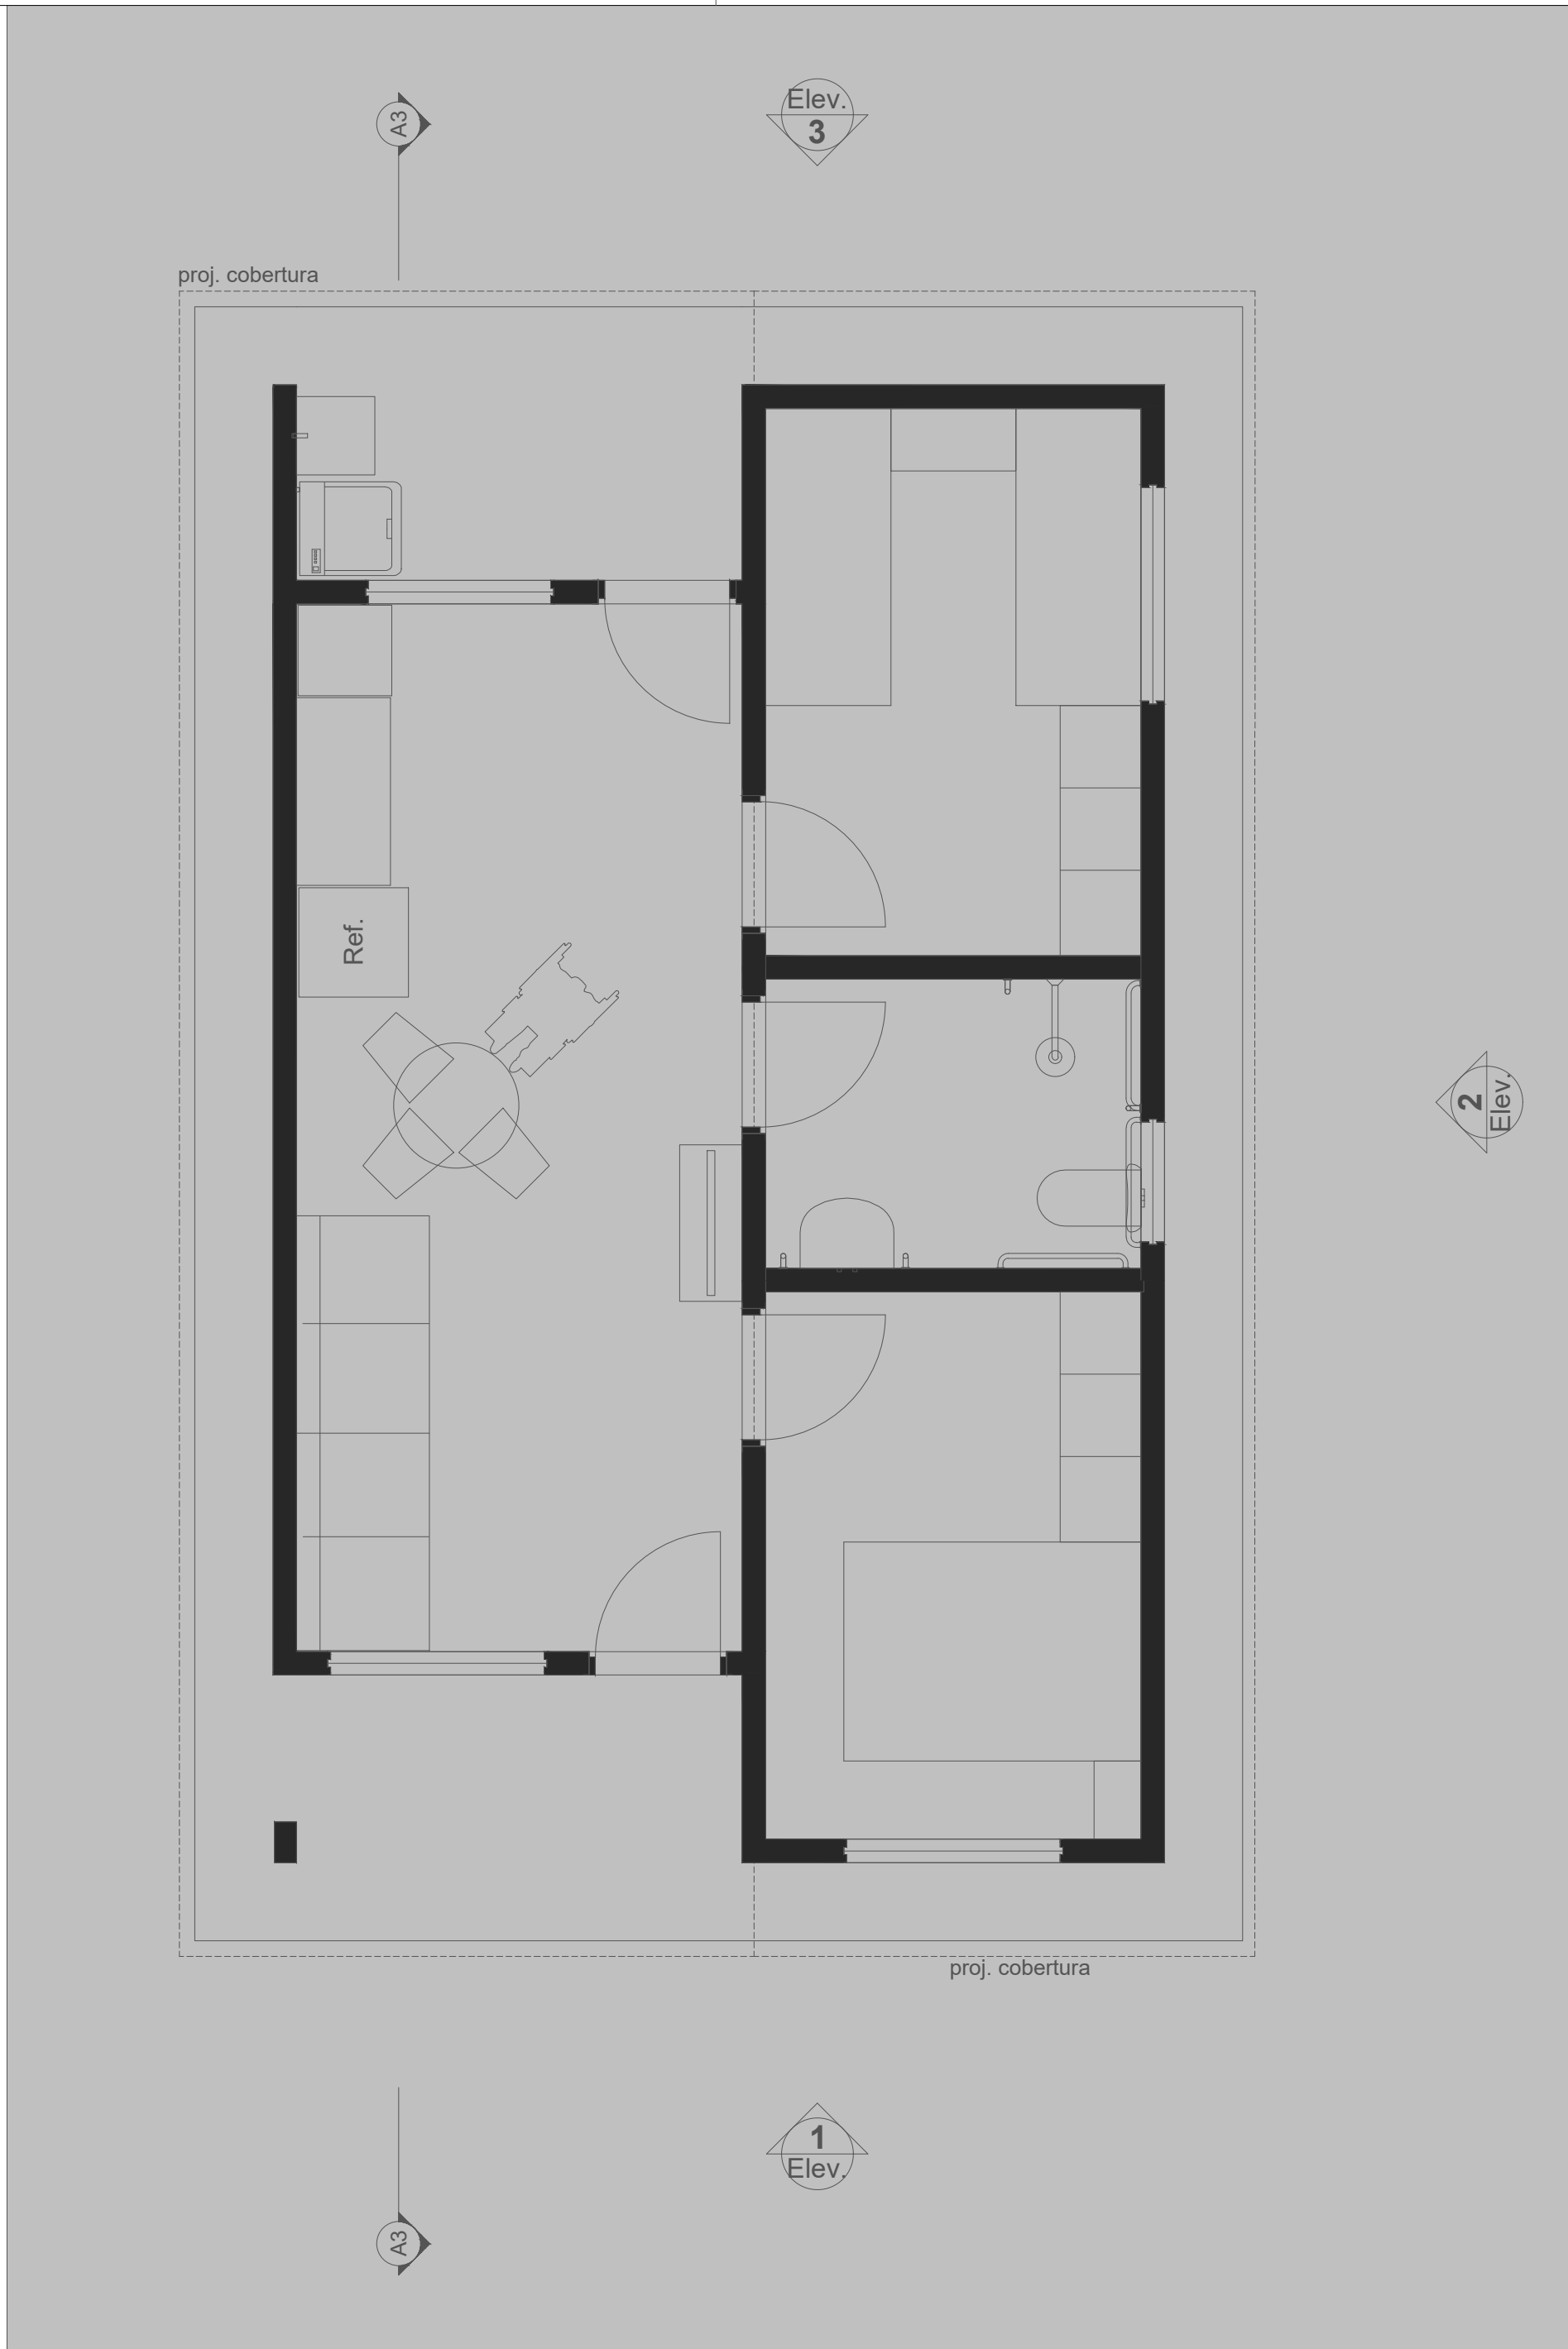 A3
Elev.
3
proj. cobertura
Ref.
2
Elev.
proj. cobertura
1
Elev.
A3